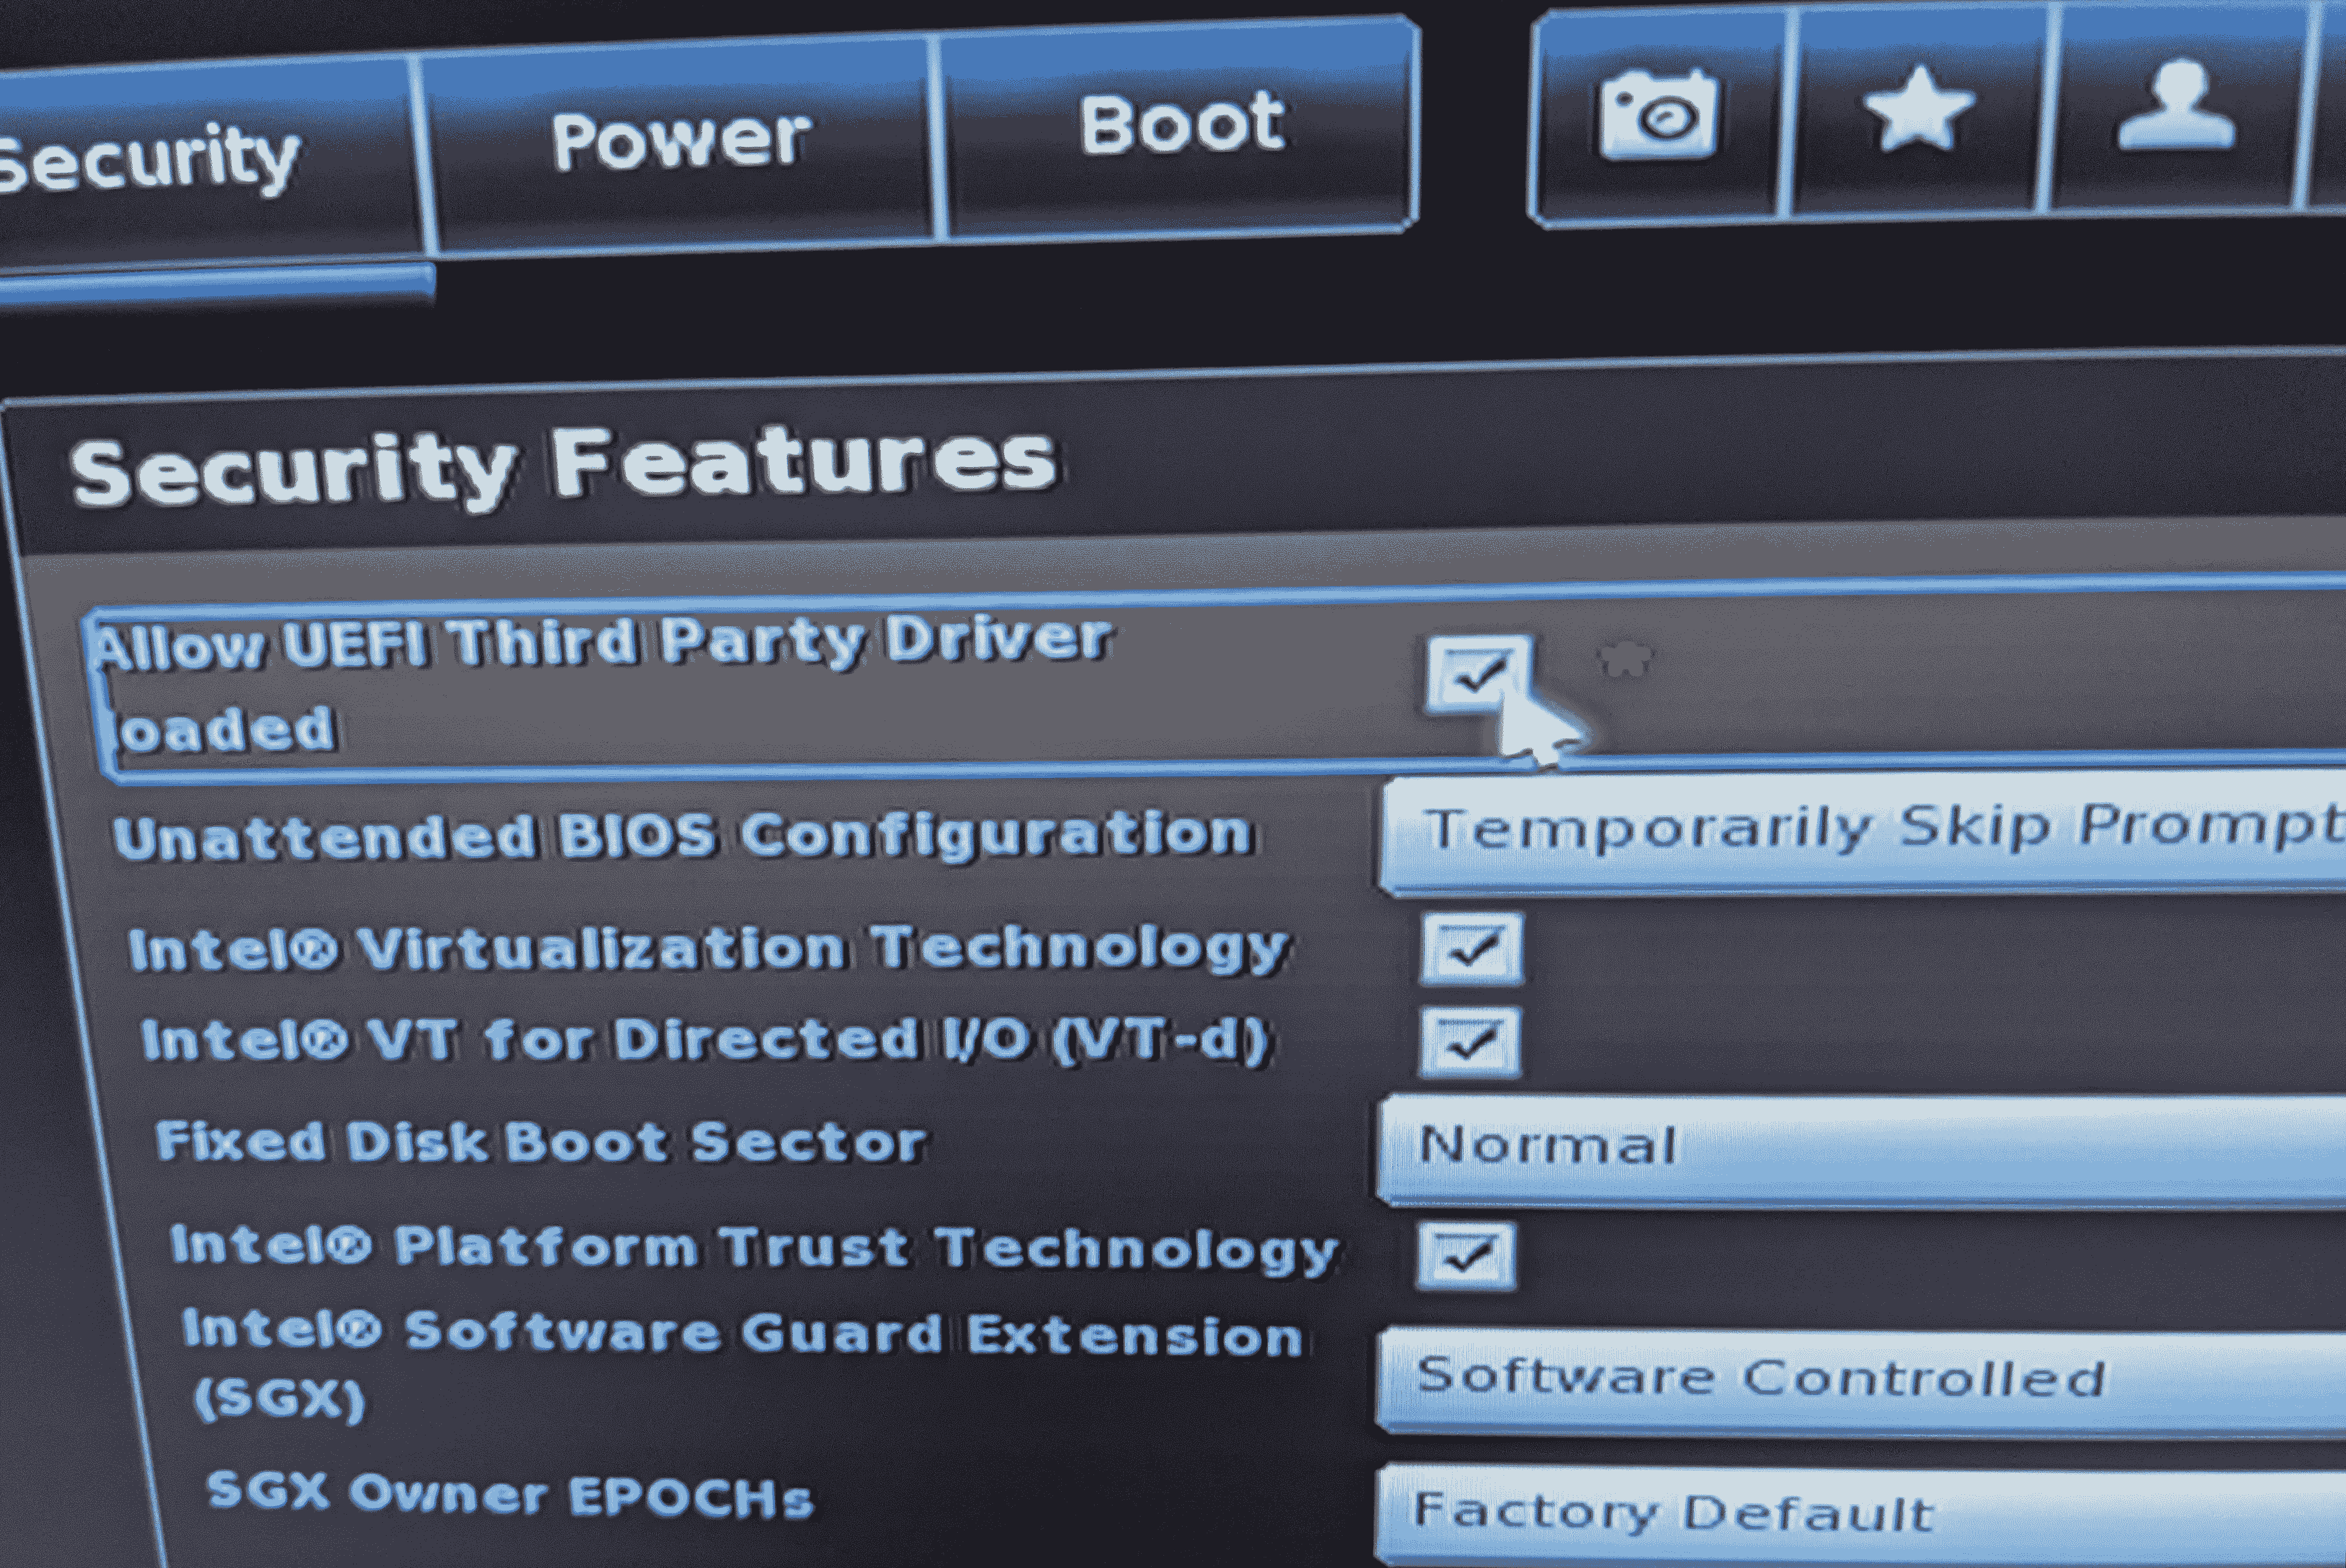 Security Power Boot
Security Features
Allow UEFI Third Party Driver
loaded
Unattended BIOS Configuration Temporarily Skip Prompt
Intel® Virtualization Technology
Intel® VT for Directed I/O (VT-d)
Fixed Disk Boot Sector Normal
Intel® Platform Trust Technology
Intel® Software Guard Extension
(SGX) Software Controlled
SGX Owner EPOCHs Factory Default